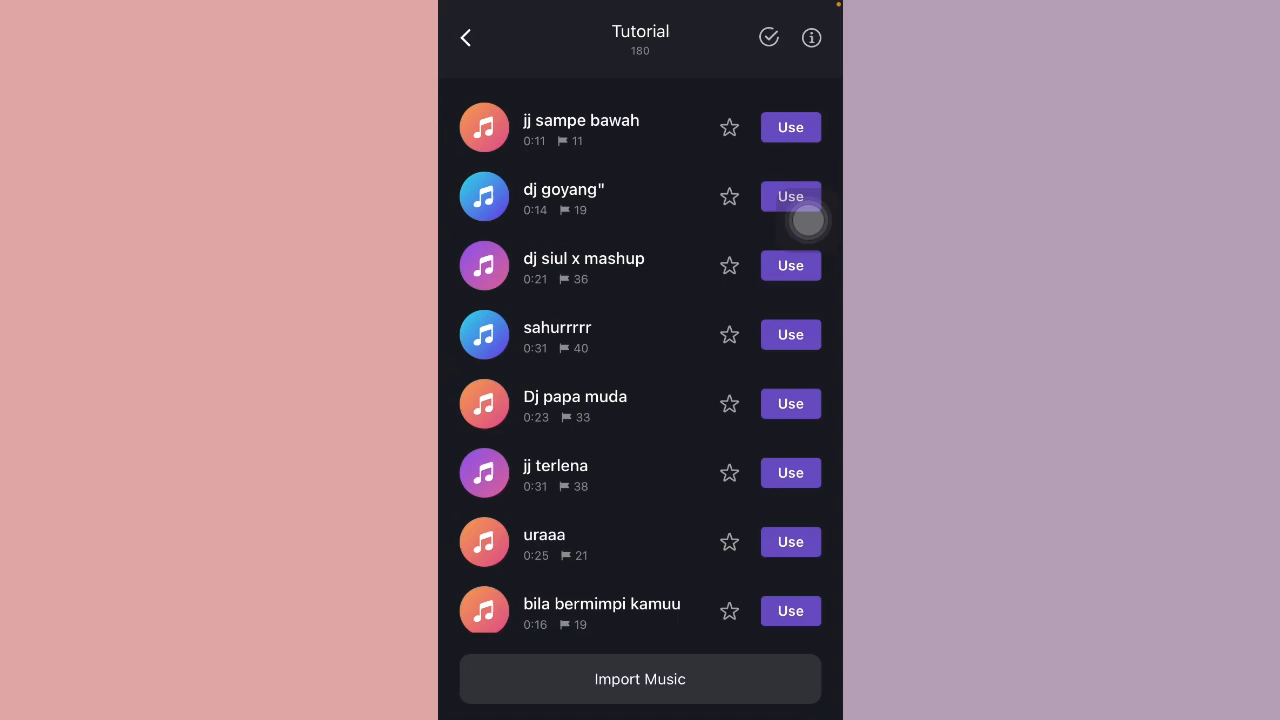 Tutorial
180
jj sampe bawah
0:11 11
Use
dj goyang"
0:14 19
Use
dj siul x mashup
0:21 36
Use
sahurrrrr
0:31 40
Use
Dj papa muda
0:23 33
Use
jj terlena
0:31 38
Use
uraaa
0:25 21
Use
bila bermimpi kamuu
0:16 19
Use
Import Music